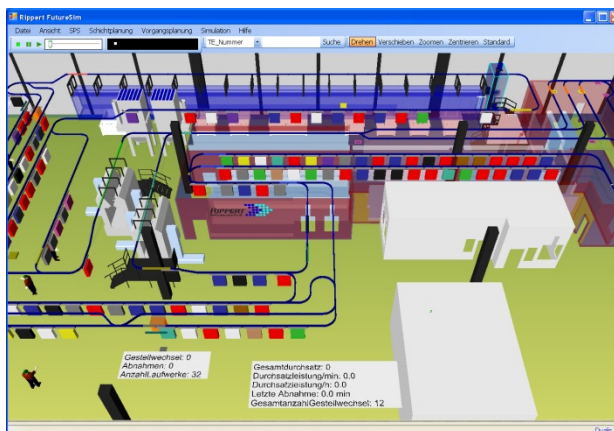 Rippert FutureSim
Datei Ansicht SPS Schichtplanung Vorgangsplanung Simulation Hilfe
TE_Nummer Suche Drehen Verschieben Zoomen Zentrieren Standard
RIPPERT
Gestellwechsel: 0
Abnahmen: 0
AnzahlLaufwerke: 32
Gesamtdurchsatz: 0
Durchsatzleistung/min: 0.0
Durchsatzleistung/h: 0.0
Letzte Abnahme: 0.0 min
GesamtanzahlGestellwechsel: 12